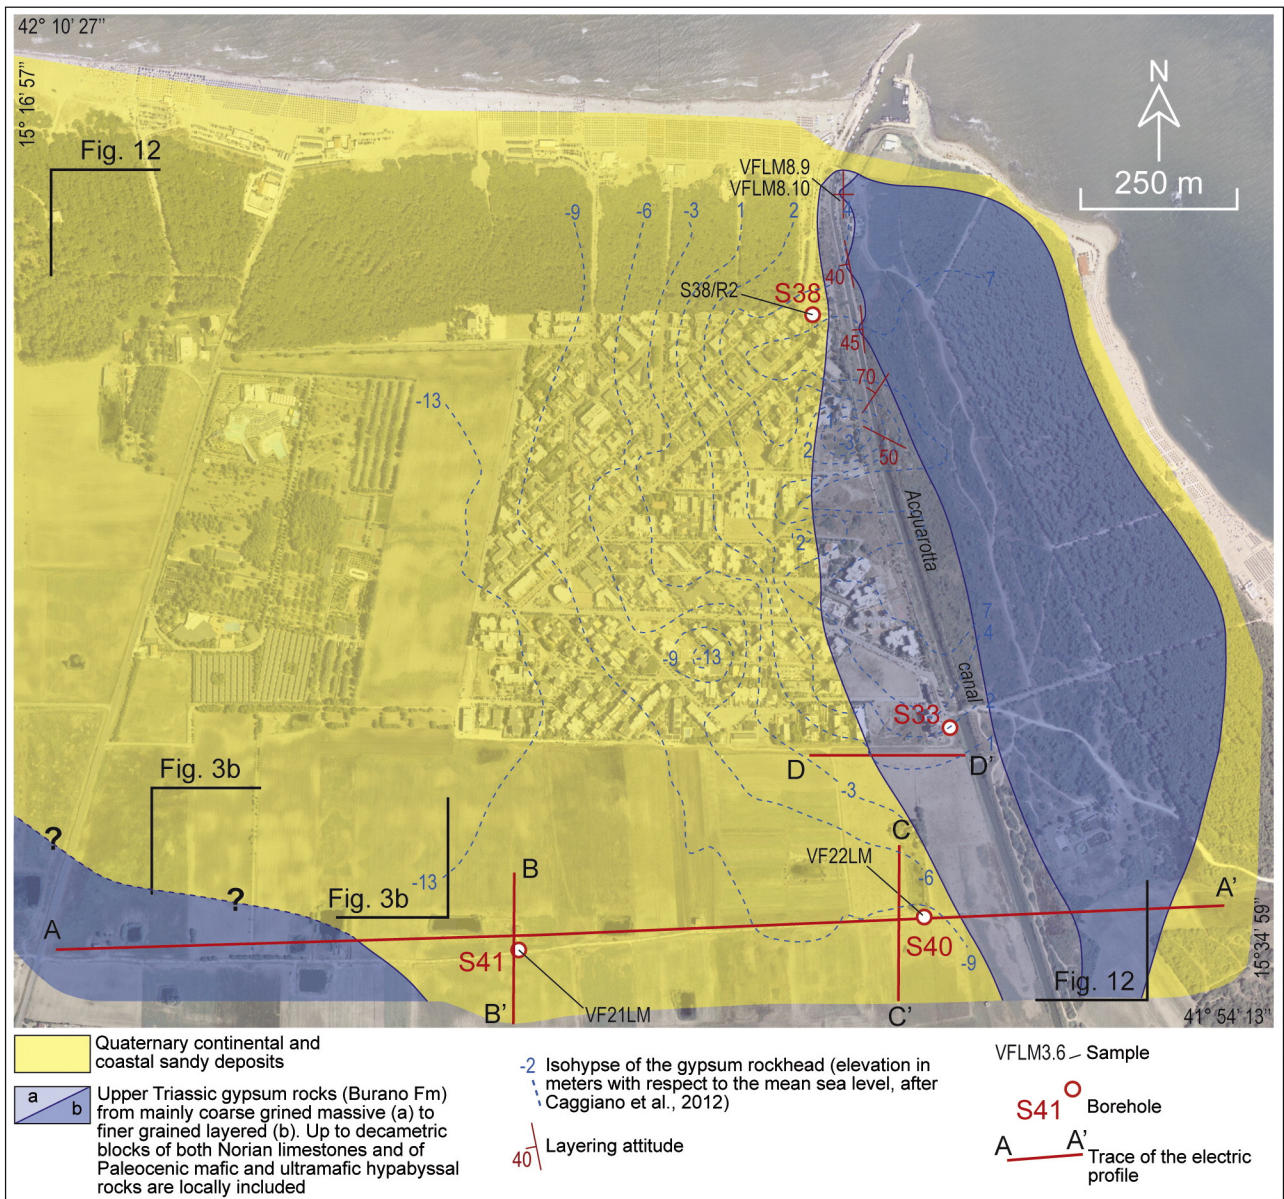 42° 10' 27”
15° 16' 57”
N
250 m
Fig. 12
VFLM8.9
VFLM8.10
-9
-6
-3
1
2
4
7
40
S38/R2
S38
45
70
-13
1
-3
2
50
Acquarotta
2
7
4
-9
-13
canal
2
S33
1
D
D’
Fig. 3b
-3
?
C
B
VF22LM
-6
?
Fig. 3b
-13
A
A’
S41
S40
-9
15° 34' 59”
Fig. 12
B’
VF21LM
C’
41° 54' 13”
Quaternary continental and
coastal sandy deposits
a
b
Upper Triassic gypsum rocks (Burano Fm)
from mainly coarse grined massive (a) to
finer grained layered (b). Up to decametric
blocks of both Norian limestones and of
Paleocenic mafic and ultramafic hypabyssal
rocks are locally included
-2
Isohypse of the gypsum rockhead (elevation in
meters with respect to the mean sea level, after
Caggiano et al., 2012)
40
Layering attitude
VFLM3.6
Sample
S41
Borehole
A
A’
Trace of the electric
profile